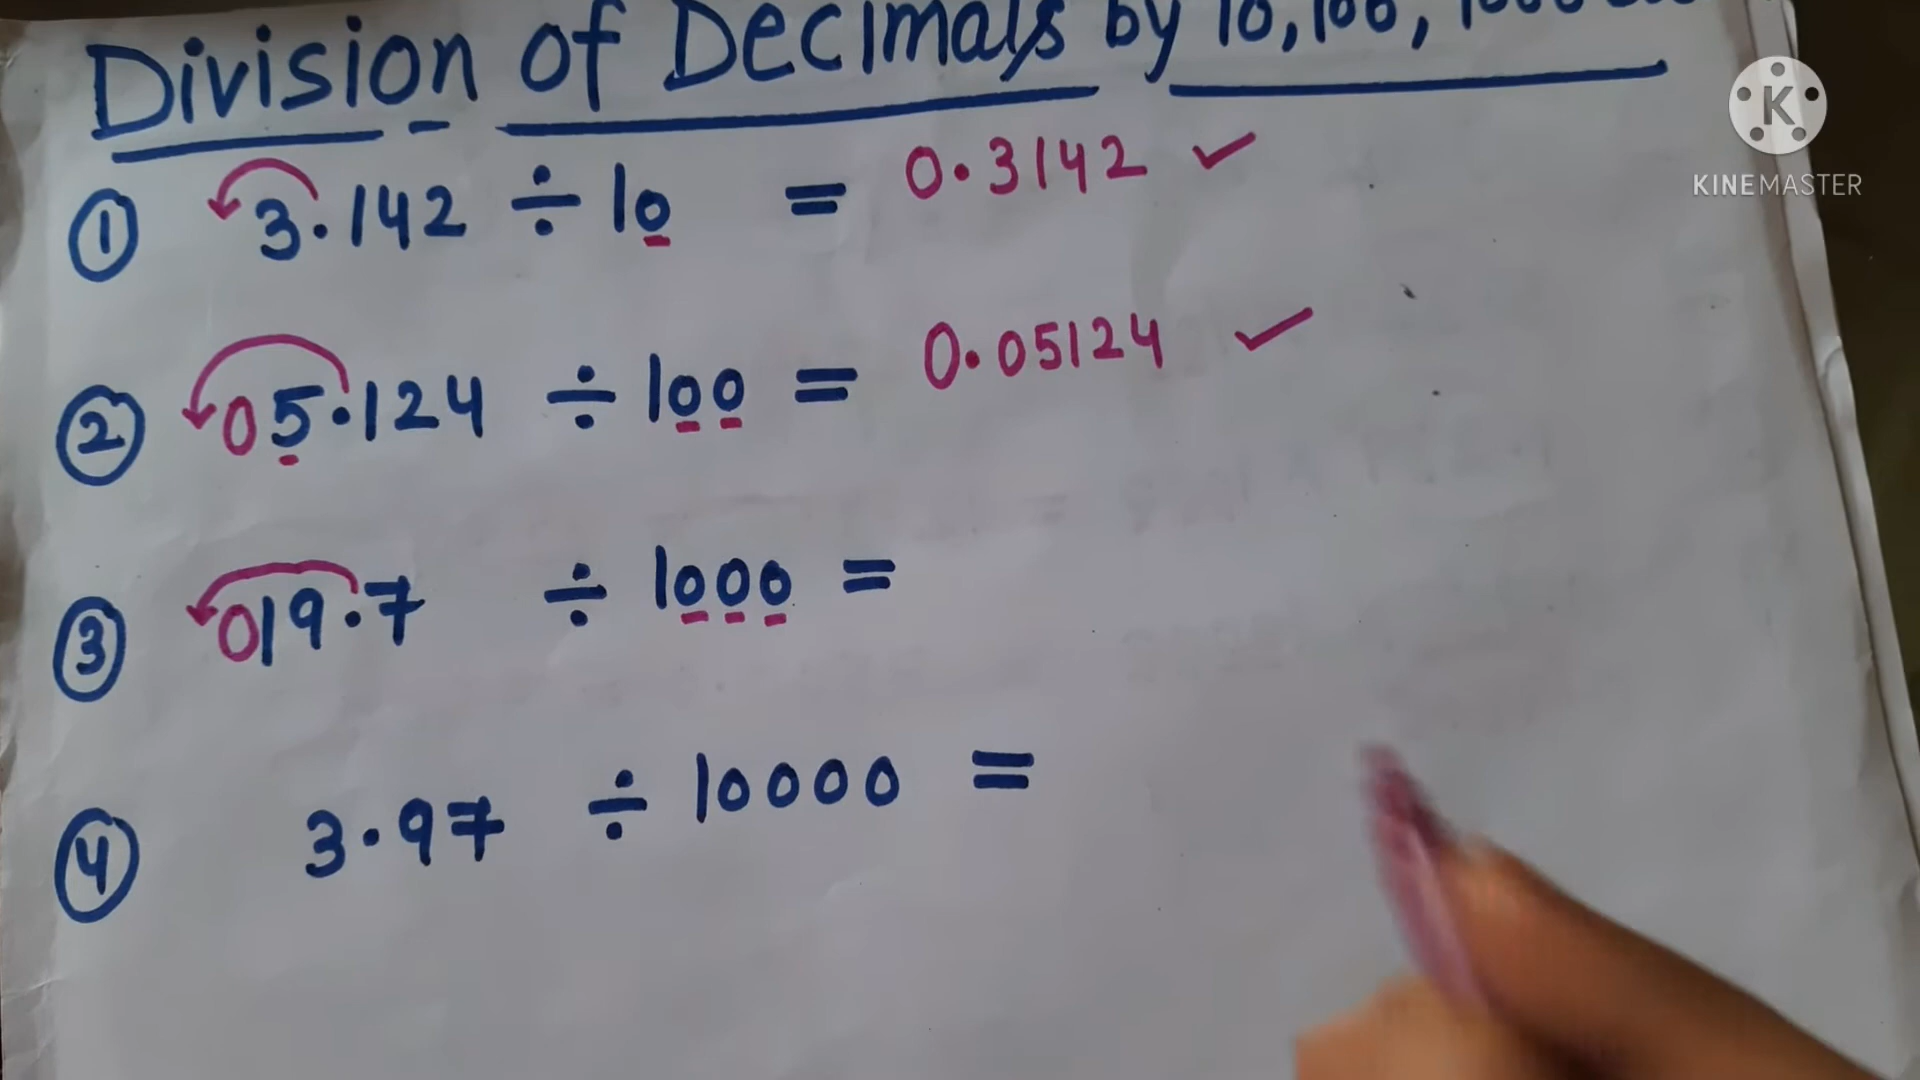 Division of Decimals by 10, 100, 1000
① 3.142 ÷ 10 = 0.3142 ✓
② 05.124 ÷ 100 = 0.05124 ✓
③ 019.7 ÷ 1000 =
④ 3.97 ÷ 10000 =
K
KINEMASTER